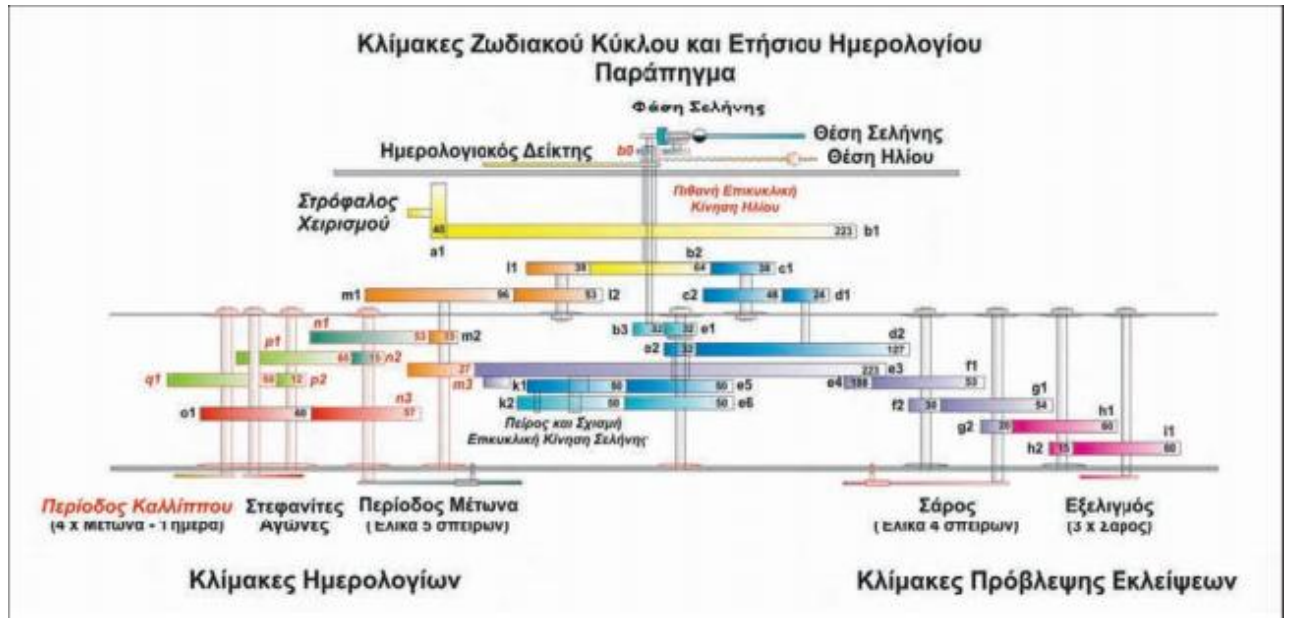 Κλίμακες Ζωδιακού Κύκλου και Ετήσιου Ημερολογίου
Παράπηγμα
Φάση Σελήνης
Θέση Σελήνης
Ημερολογιακός Δείκτης
b0
Θέση Ηλίου
Στρόφαλος
Χειρισμού
Πιθανή Επικυκλική
Κίνηση Ηλίου
48
223
b1
a1
b2
l1
38
64
38
c1
m1
96
53
l2
c2
48
24
d1
n1
53
15
m2
b3
32
32
e1
d2
p1
60
15
n2
32
127
q1
60
12
p2
27
m3
223
e3
f1
k1
50
50
e5
e4
188
53
o1
60
57
n3
k2
50
50
e6
f2
30
54
g1
Πείρος και Σχισμή
Επικυκλική Κίνηση Σελήνης
g2
20
60
h1
h2
15
60
i1
Περίοδος Καλλίππου
(4 x Μέτωνα - 1 ημέρα)
Στεφανίτες
Αγώνες
Περίοδος Μέτωνα
(Έλικα 5 σπειρών)
Σάρος
(Έλικα 4 σπειρών)
Εξελιγμός
(3 x Σάρος)
Κλίμακες Ημερολογίων
Κλίμακες Πρόβλεψης Εκλείψεων